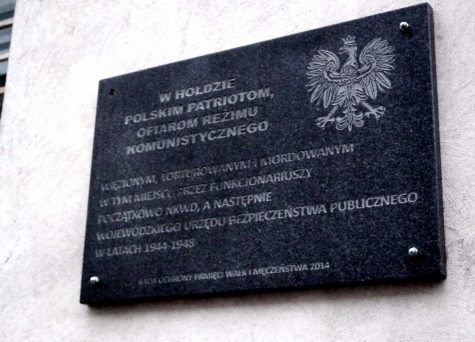 W HOŁDZIE
POLSKIM PATRIOTOM,
OFIAROM REŻIMU
KOMUNISTYCZNEGO
WIĘZIONYM, TORTUROWANYM I MORDOWANYM
W TYM MIEJSCU PRZEZ FUNKCJONARIUSZY
POCZĄTKOWO NKWD, A NASTĘPNIE
WOJEWÓDZKIEGO URZĘDU BEZPIECZEŃSTWA PUBLICZNEGO
W LATACH 1944-1948
RADA OCHRONY PAMIĘCI WALK I MĘCZEŃSTWA 2014